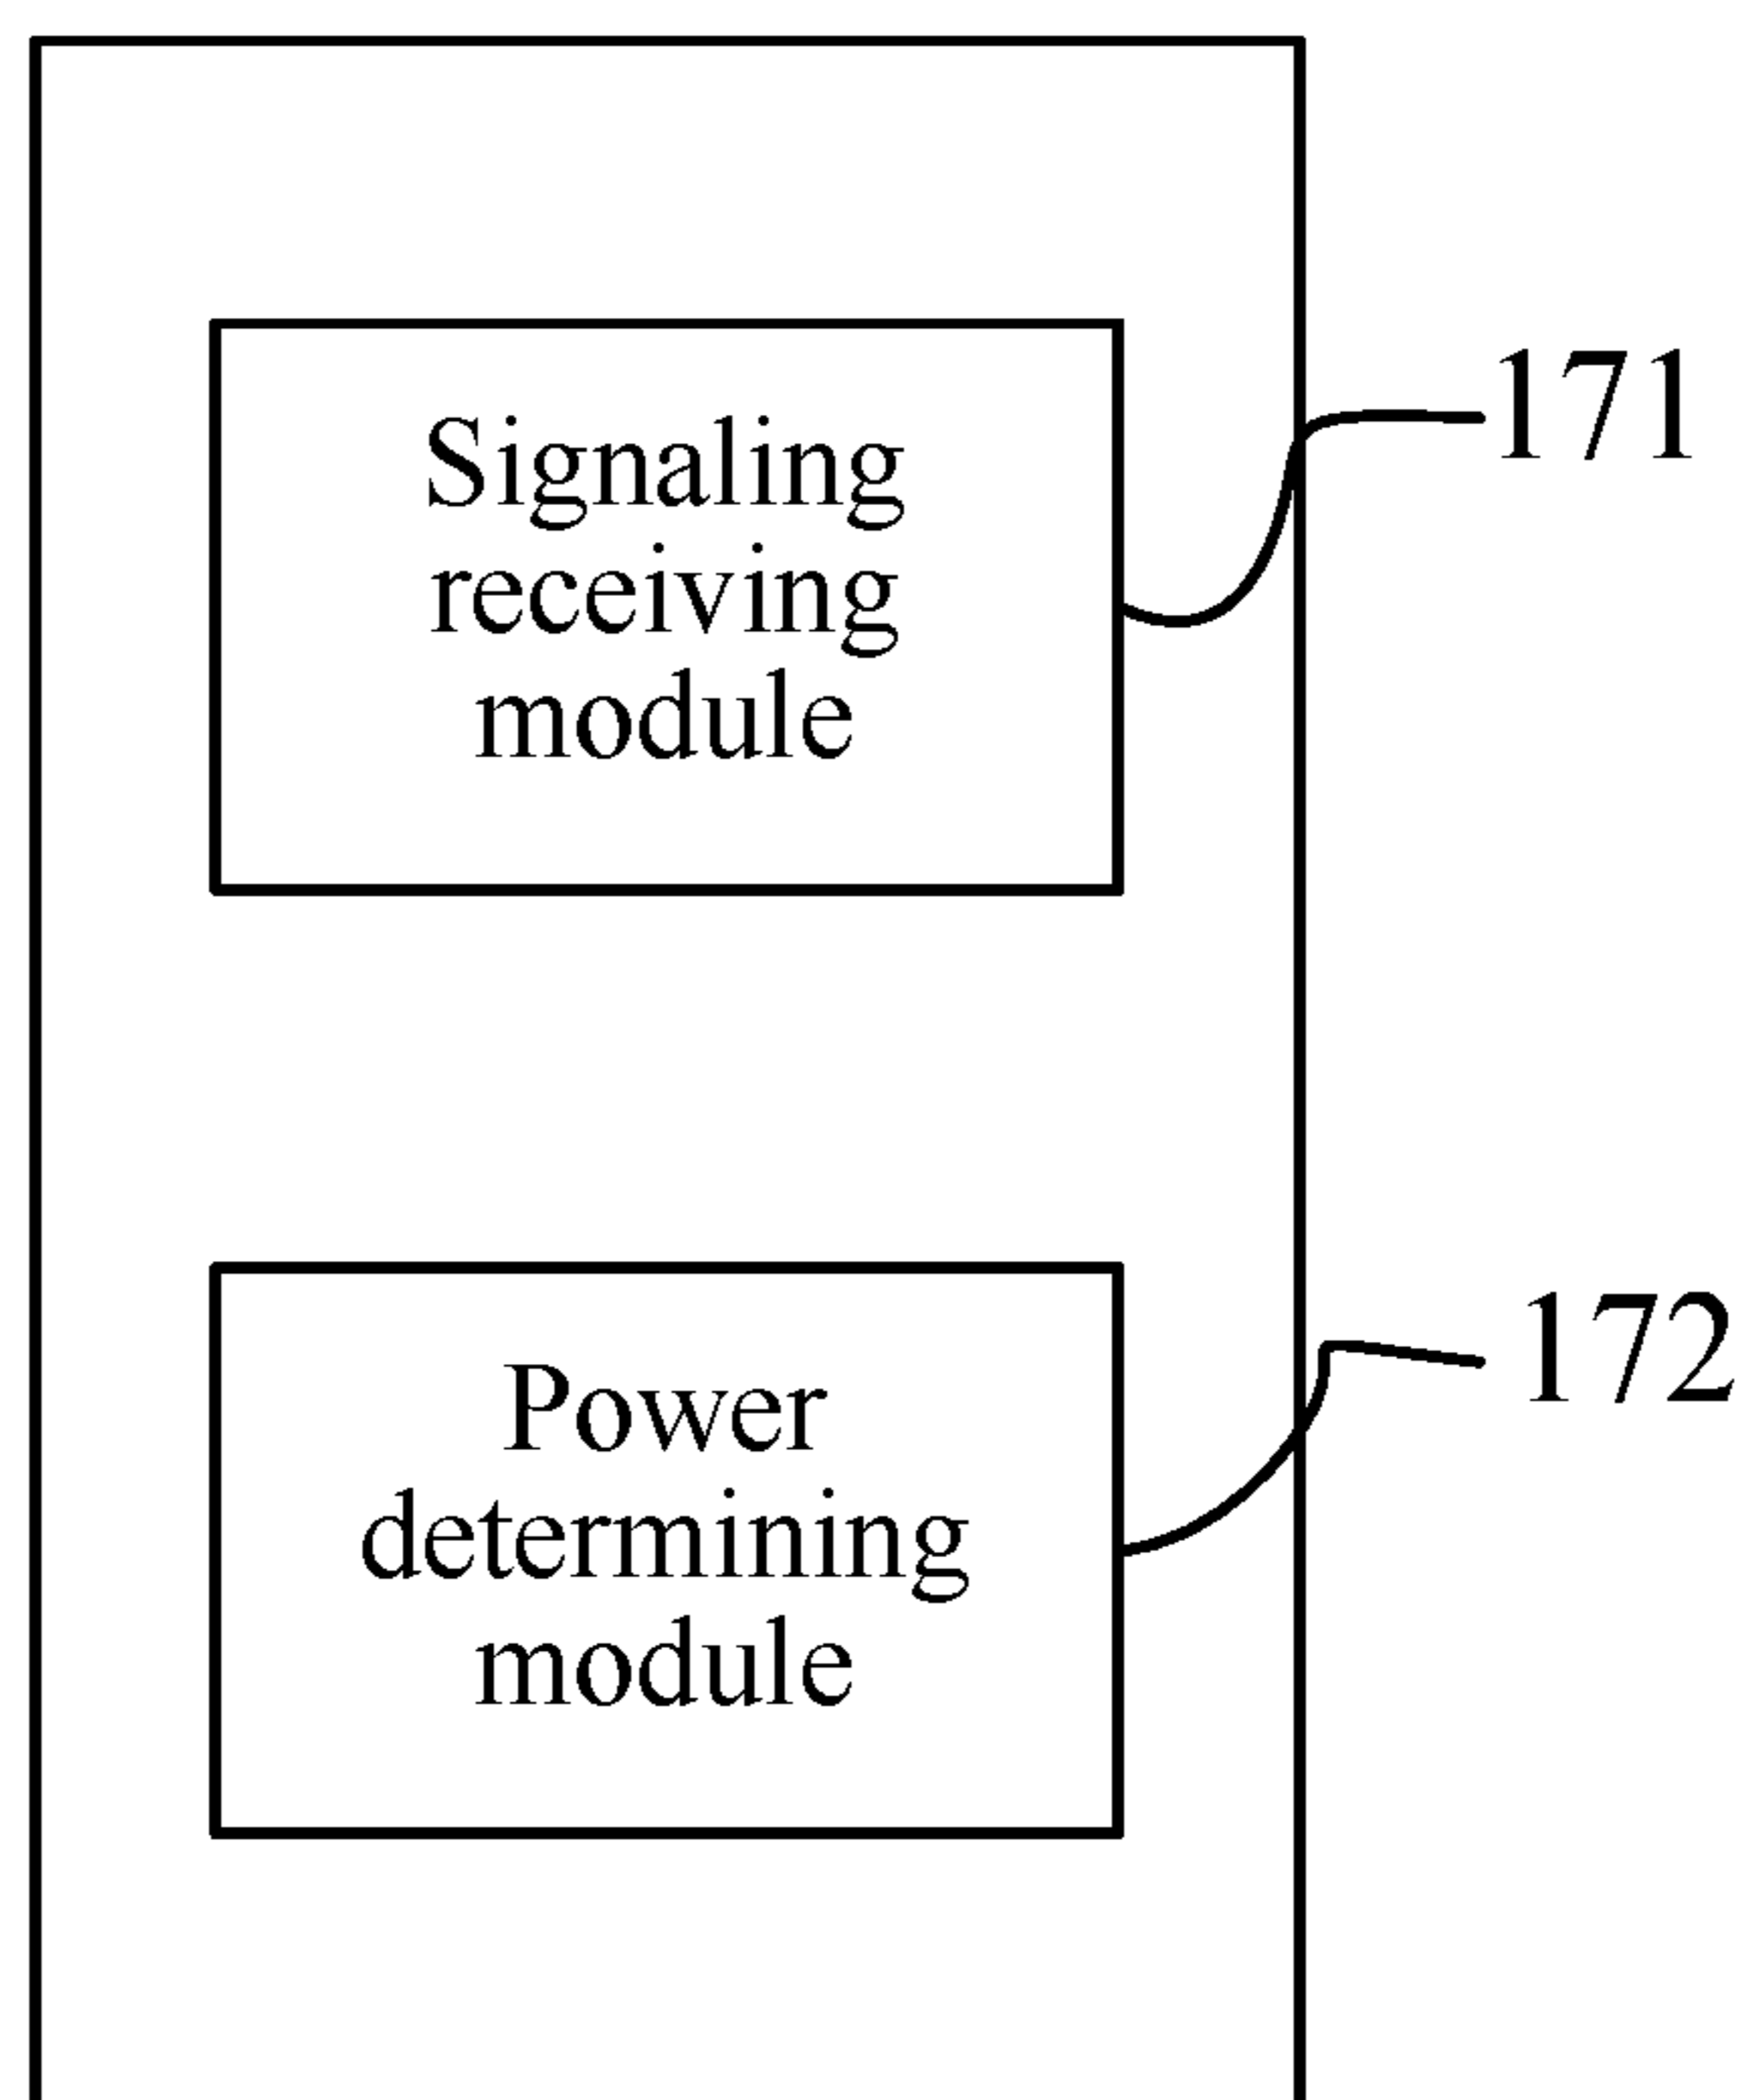 Signaling
receiving
module
171
Power
determining
module
172